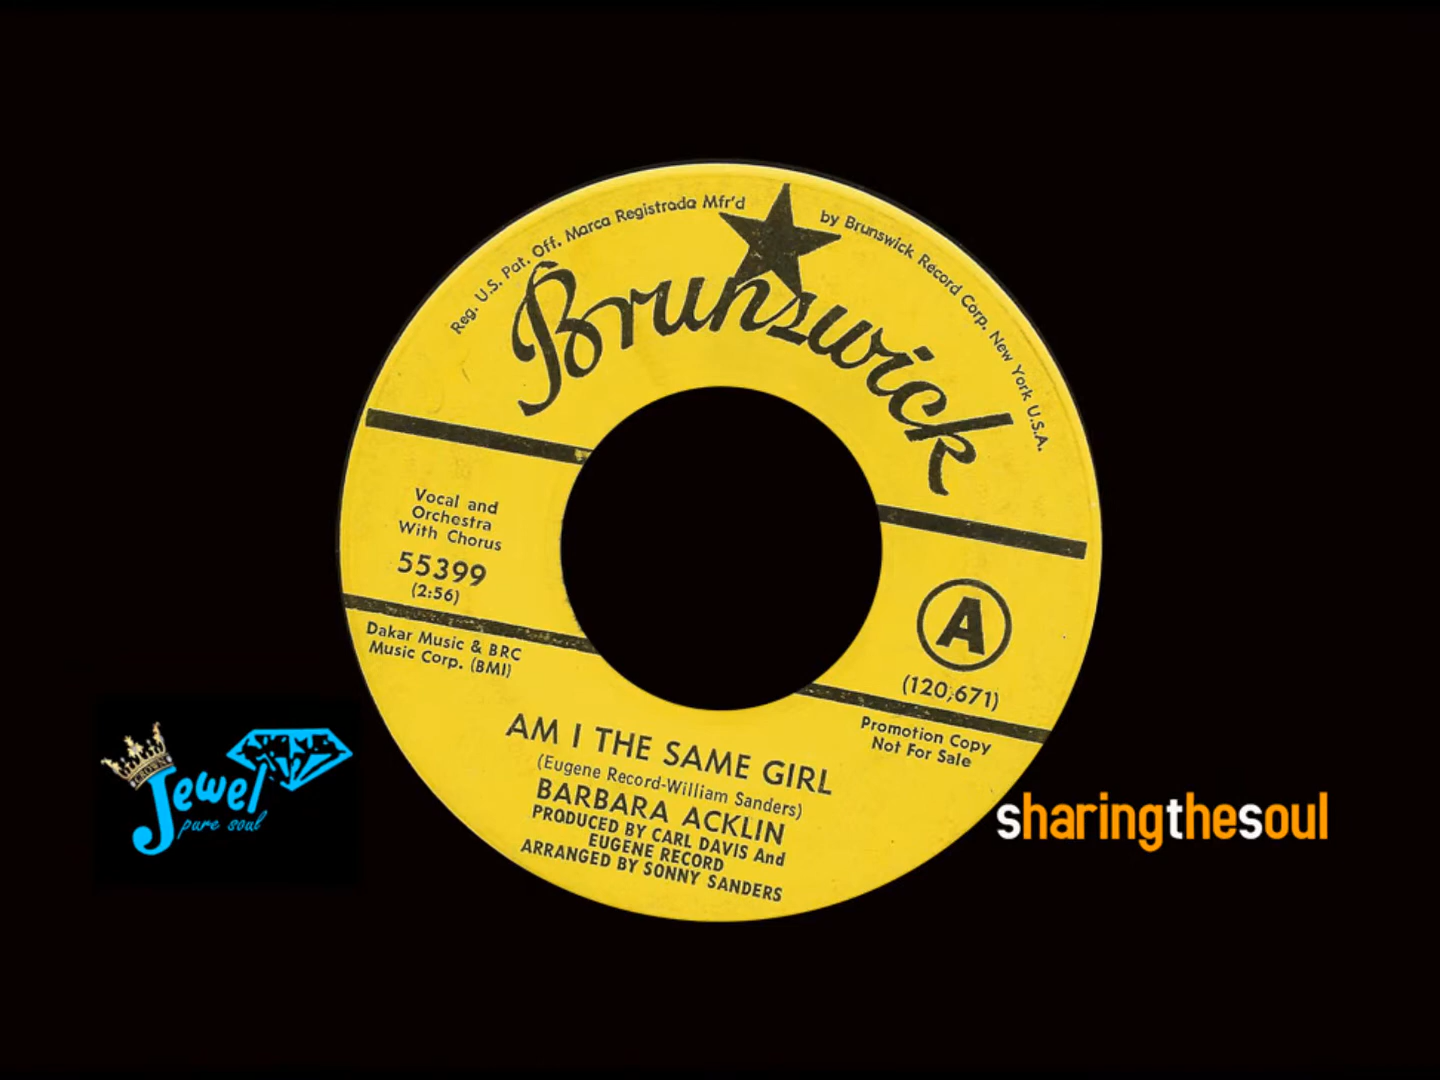 Reg. U.S. Pat. Off. Marca Registrada Mfr'd by Brunswick Record Corp. New York U.S.A.
Brunswick
Vocal and
Orchestra
With Chorus
55399
(2:56)
Dakar Music & BRC
Music Corp. (BMI)
A
(120,671)
Promotion Copy
Not For Sale
AM I THE SAME GIRL
(Eugene Record-William Sanders)
BARBARA ACKLIN
PRODUCED BY CARL DAVIS And
EUGENE RECORD
ARRANGED BY SONNY SANDERS
CROWN
Jewel
pure soul
sharingthesoul